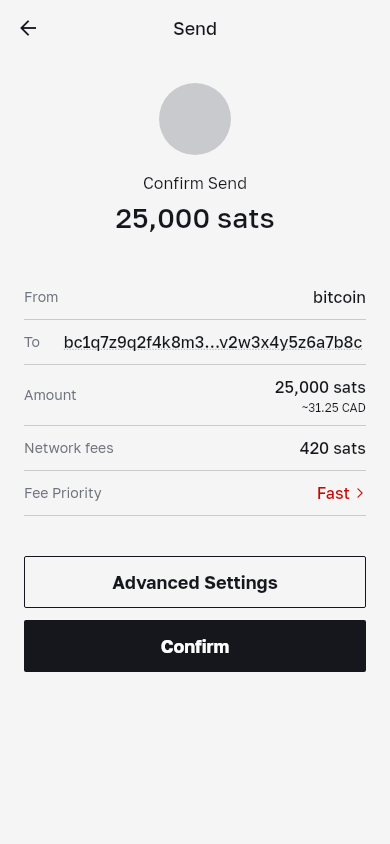 Send
Confirm Send
25,000 sats
From
bitcoin
To
bc1q7z9q2f4k8m3...v2w3x4y5z6a7b8c
Amount
25,000 sats
~31.25 CAD
Network fees
420 sats
Fee Priority
Fast
Advanced Settings
Confirm